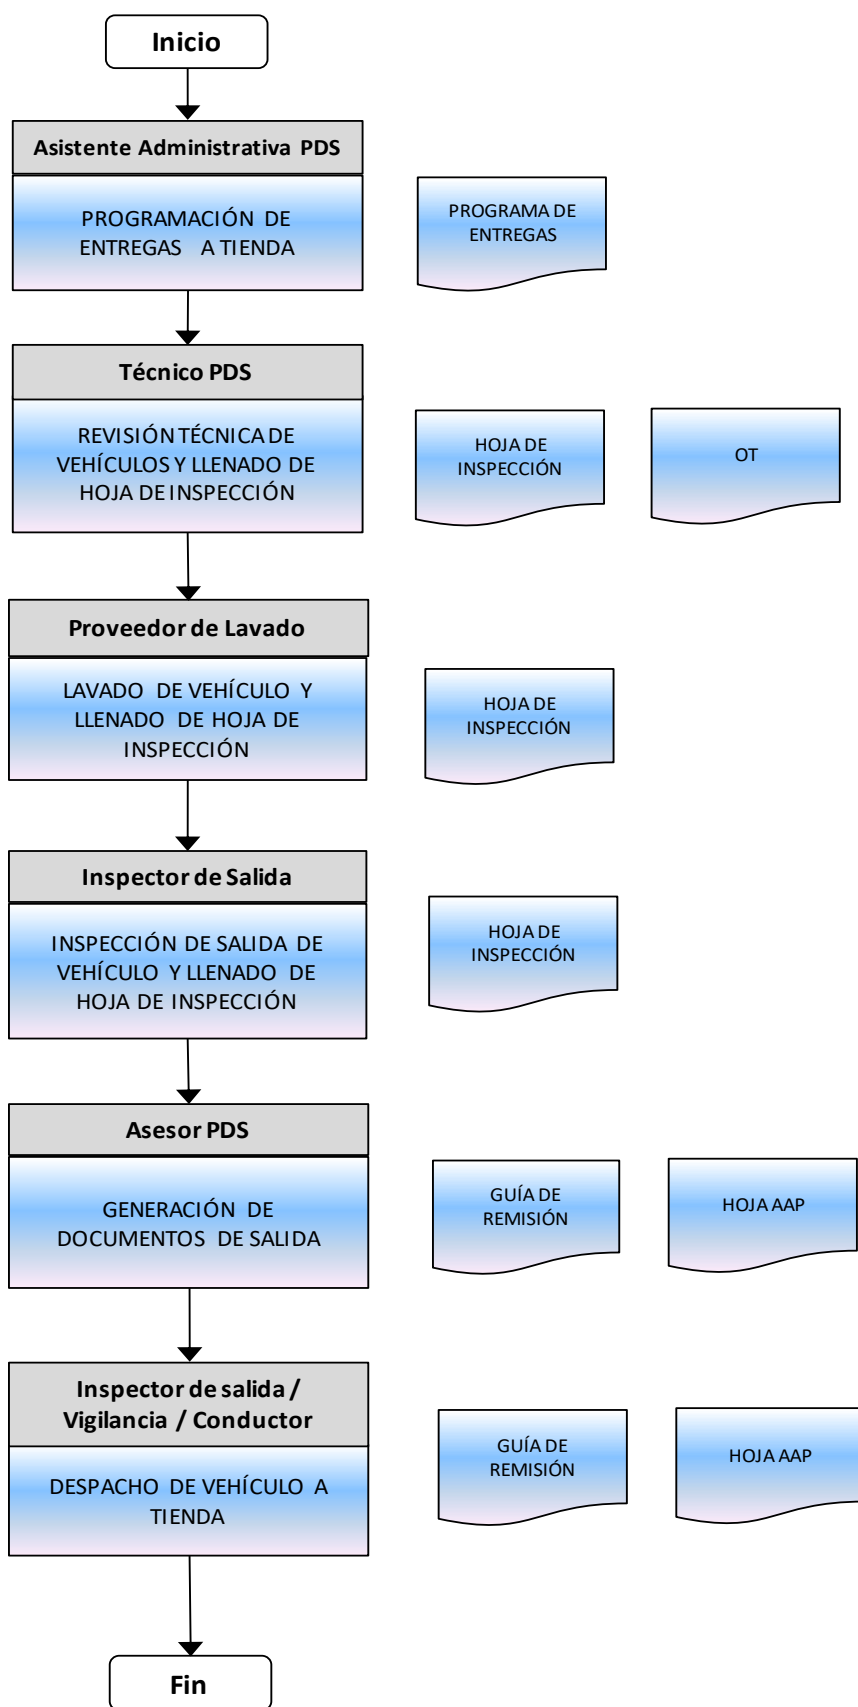 Inicio
Asistente Administrativa PDS
PROGRAMACIÓN DE
ENTREGAS A TIENDA
PROGRAMA DE
ENTREGAS
Técnico PDS
REVISIÓN TÉCNICA DE
VEHÍCULOS Y LLENADO DE
HOJA DE INSPECCIÓN
HOJA DE
INSPECCIÓN
OT
Proveedor de Lavado
LAVADO DE VEHÍCULO Y
LLENADO DE HOJA DE
INSPECCIÓN
HOJA DE
INSPECCIÓN
Inspector de Salida
INSPECCIÓN DE SALIDA DE
VEHÍCULO Y LLENADO DE
HOJA DE INSPECCIÓN
HOJA DE
INSPECCIÓN
Asesor PDS
GENERACIÓN DE
DOCUMENTOS DE SALIDA
GUÍA DE
REMISIÓN
HOJA AAP
Inspector de salida /
Vigilancia / Conductor
DESPACHO DE VEHÍCULO A
TIENDA
GUÍA DE
REMISIÓN
HOJA AAP
Fin